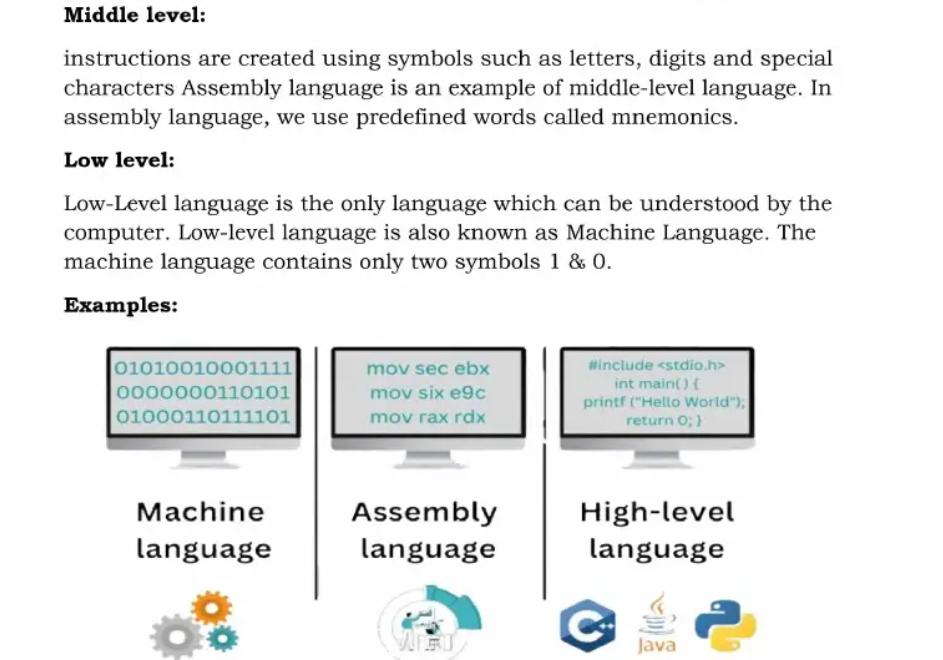 Middle level:
instructions are created using symbols such as letters, digits and special
characters Assembly language is an example of middle-level language. In
assembly language, we use predefined words called mnemonics.
Low level:
Low-Level language is the only language which can be understood by the
computer. Low-level language is also known as Machine Language. The
machine language contains only two symbols 1 & 0.
Examples:
01010010001111
0000000110101
01000110111101
mov sec ebx
mov six e9c
mov rax rdx
#include <stdio.h>
int main( ) {
printf ("Hello World");
return 0; }
Machine
language
Assembly
language
High-level
language
C++
Java